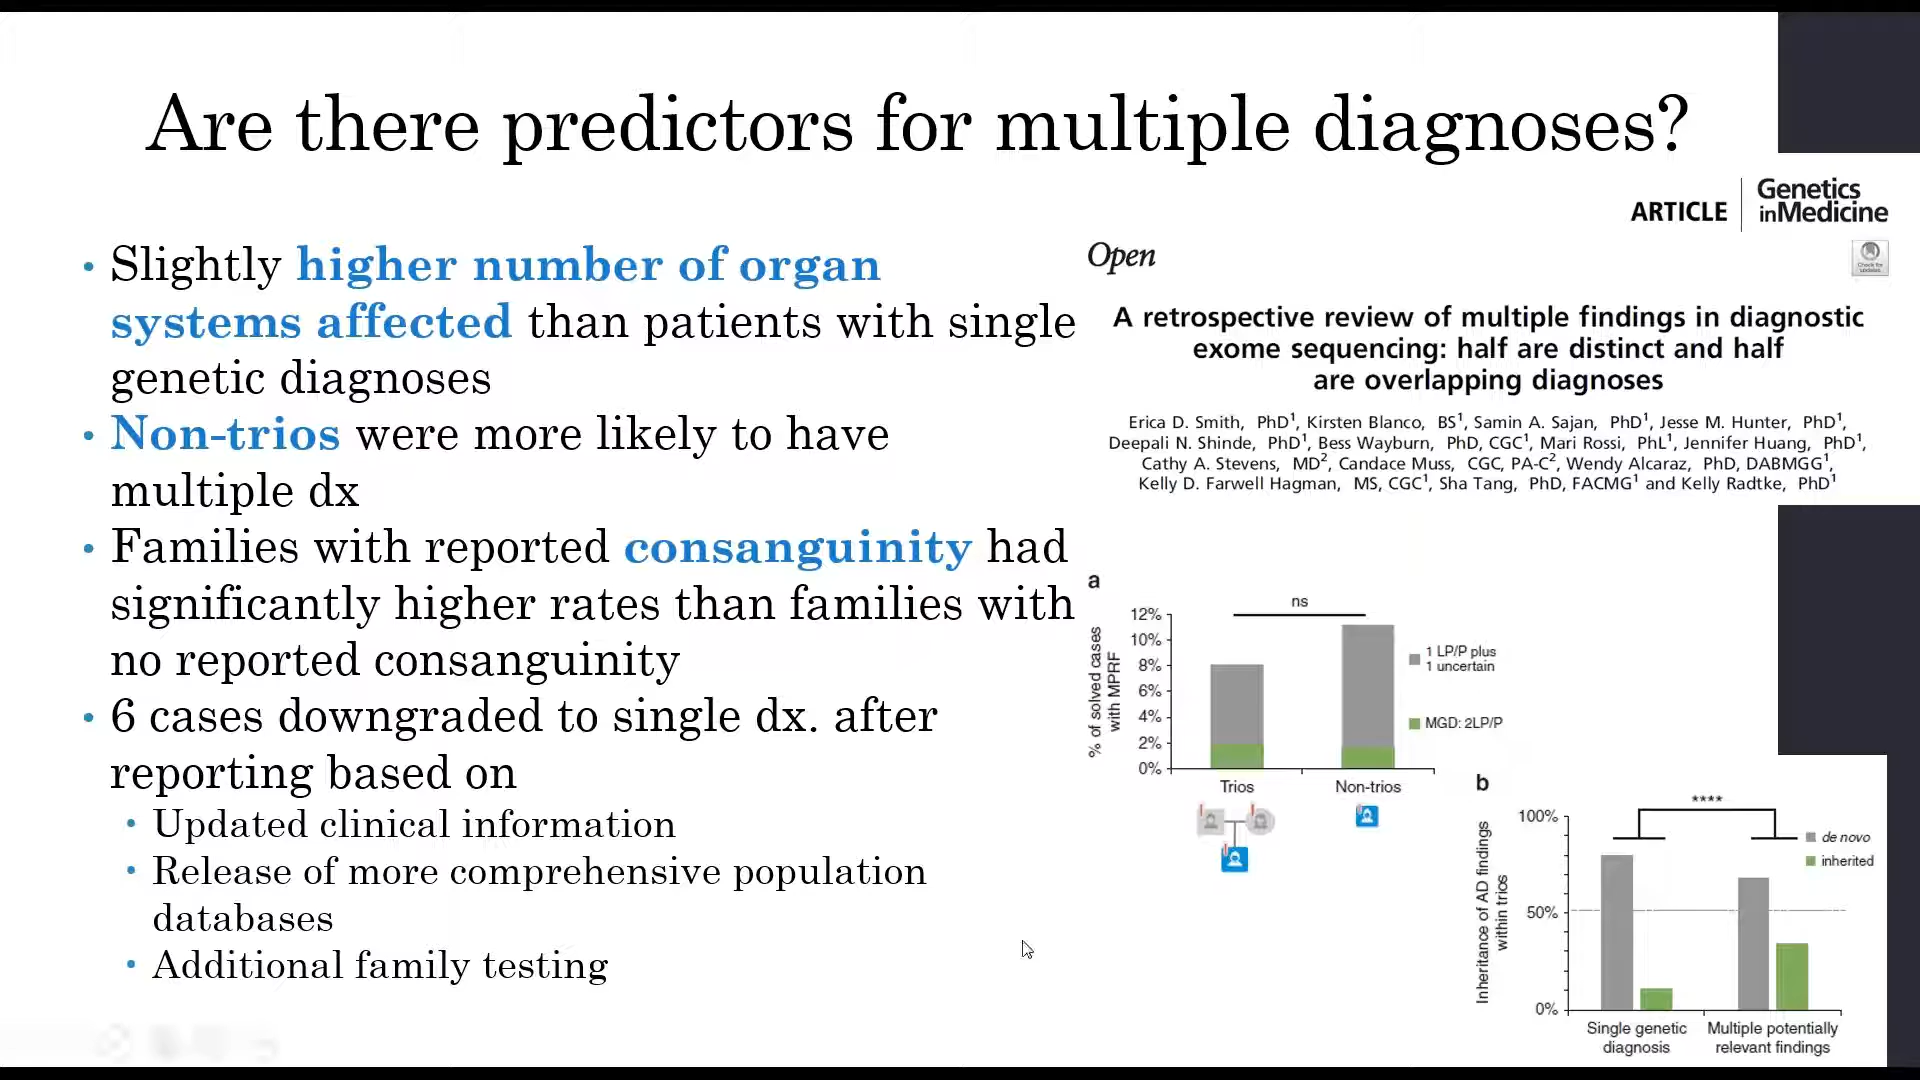 Are there predictors for multiple diagnoses?
• Slightly higher number of organ
systems affected than patients with single
genetic diagnoses
• Non-trios were more likely to have
multiple dx
• Families with reported consanguinity had
significantly higher rates than families with
no reported consanguinity
• 6 cases downgraded to single dx. after
reporting based on
• Updated clinical information
• Release of more comprehensive population
databases
• Additional family testing
ARTICLE
Genetics
inMedicine
Open
Check for
updates
A retrospective review of multiple findings in diagnostic
exome sequencing: half are distinct and half
are overlapping diagnoses
Erica D. Smith, PhD¹, Kirsten Blanco, BS¹, Samin A. Sajan, PhD¹, Jesse M. Hunter, PhD¹,
Deepali N. Shinde, PhD¹, Bess Wayburn, PhD, CGC¹, Mari Rossi, PhL¹, Jennifer Huang, PhD¹,
Cathy A. Stevens, MD², Candace Muss, CGC, PA-C², Wendy Alcaraz, PhD, DABMGG¹,
Kelly D. Farwell Hagman, MS, CGC¹, Sha Tang, PhD, FACMG¹ and Kelly Radtke, PhD¹
a
ns
% of solved cases
with MPRF
12%
10%
8%
6%
4%
2%
0%
Trios
Non-trios
1 LP/P plus
1 uncertain
MGD: 2LP/P
b
****
Inheritance of AD findings
within trios
100%
50%
0%
de novo
inherited
Single genetic
diagnosis
Multiple potentially
relevant findings